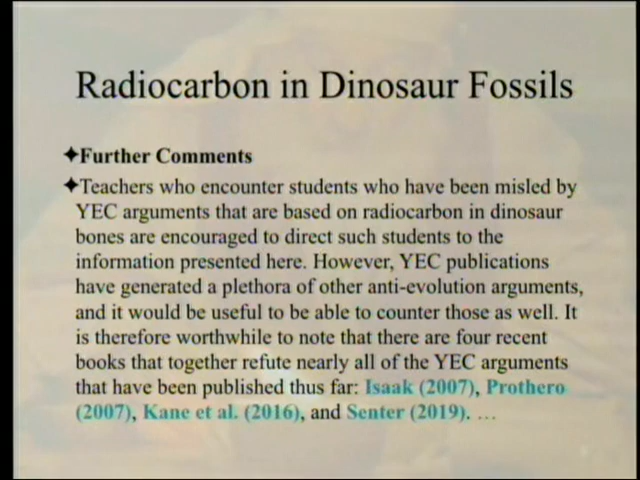 Radiocarbon in Dinosaur Fossils
✦Further Comments
✦Teachers who encounter students who have been misled by
YEC arguments that are based on radiocarbon in dinosaur
bones are encouraged to direct such students to the
information presented here. However, YEC publications
have generated a plethora of other anti-evolution arguments,
and it would be useful to be able to counter those as well. It
is therefore worthwhile to note that there are four recent
books that together refute nearly all of the YEC arguments
that have been published thus far: Isaak (2007), Prothero
(2007), Kane et al. (2016), and Senter (2019). …